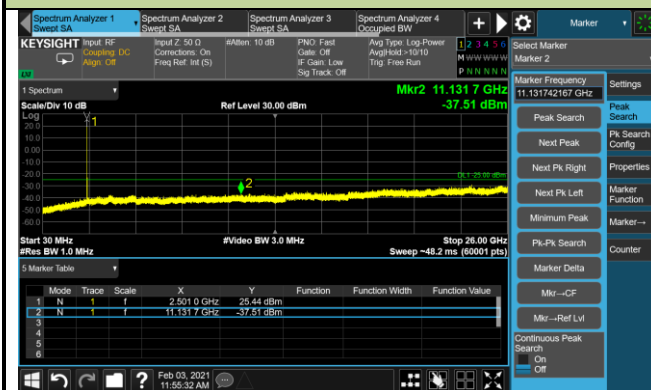 Spectrum Analyzer 1 Spectrum Analyzer 2 Spectrum Analyzer 3 Spectrum Analyzer 4 + Marker
Swept SA Swept SA Swept SA Occupied BW
KEYSIGHT Input: RF Input Z: 50 Ω #Atten: 10 dB PNO: Fast Avg Type: Log-Power 1 2 3 4 5 6 Select Marker
Coupling: DC Corrections: On Gate: Off Avg|Hold:>10/10 M W W W W W Marker 2
Align: Off Freq Ref: Int (S) IF Gain: Low Trig: Free Run
LXI Sig Track: Off P N N N N N
1 Spectrum Mkr2 11.131 7 GHz Marker Frequency Settings
Scale/Div 10 dB Ref Level 30.00 dBm -37.51 dBm 11.131742167 GHz
Log
20.0 1 Peak Search Peak Search
10.0
0.00 Next Peak Pk Search Config
-10.0
-20.0 DL1 -25.00 dBm Next Pk Right Properties
-30.0 2
-40.0 Next Pk Left Marker Function
-50.0
-60.0 Minimum Peak Marker→
Start 30 MHz #Video BW 3.0 MHz Stop 26.00 GHz
#Res BW 1.0 MHz Sweep ~48.2 ms (60001 pts) Pk-Pk Search Counter
5 Marker Table Marker Delta
Mode Trace Scale X Y Function Function Width Function Value
1 N 1 f 2.501 0 GHz 25.44 dBm Mkr→CF
2 N 1 f 11.131 7 GHz -37.51 dBm
3 Mkr→Ref Lvl
4
5 Continuous Peak Search
6 On
Off
? Feb 03, 2021
11:55:32 AM